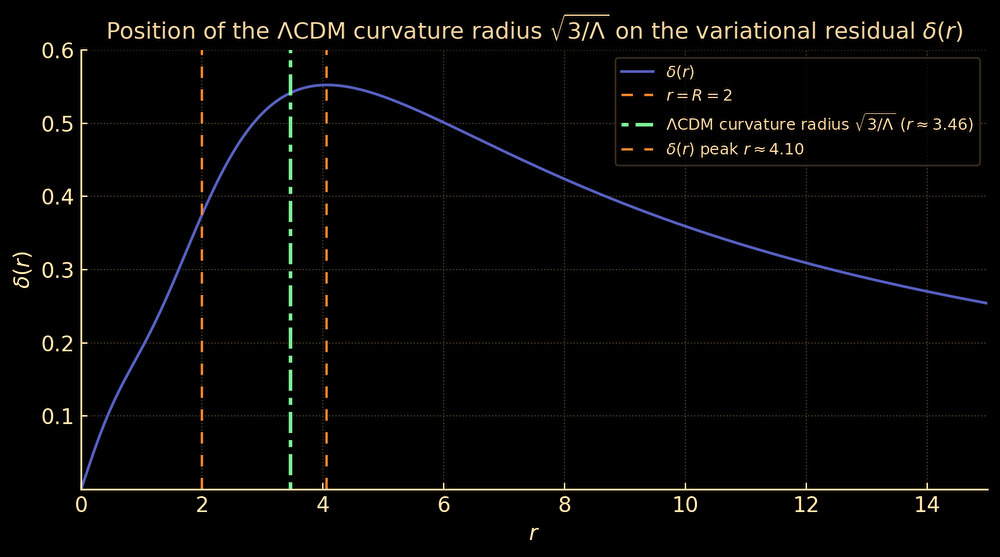 Position of the ΛCDM curvature radius √3/Λ on the variational residual δ(r)
δ(r)
r = R = 2
ΛCDM curvature radius √3/Λ (r ≈ 3.46)
δ(r) peak r ≈ 4.10
0.6
0.5
0.4
0.3
0.2
0.1
δ(r)
0 2 4 6 8 10 12 14
r